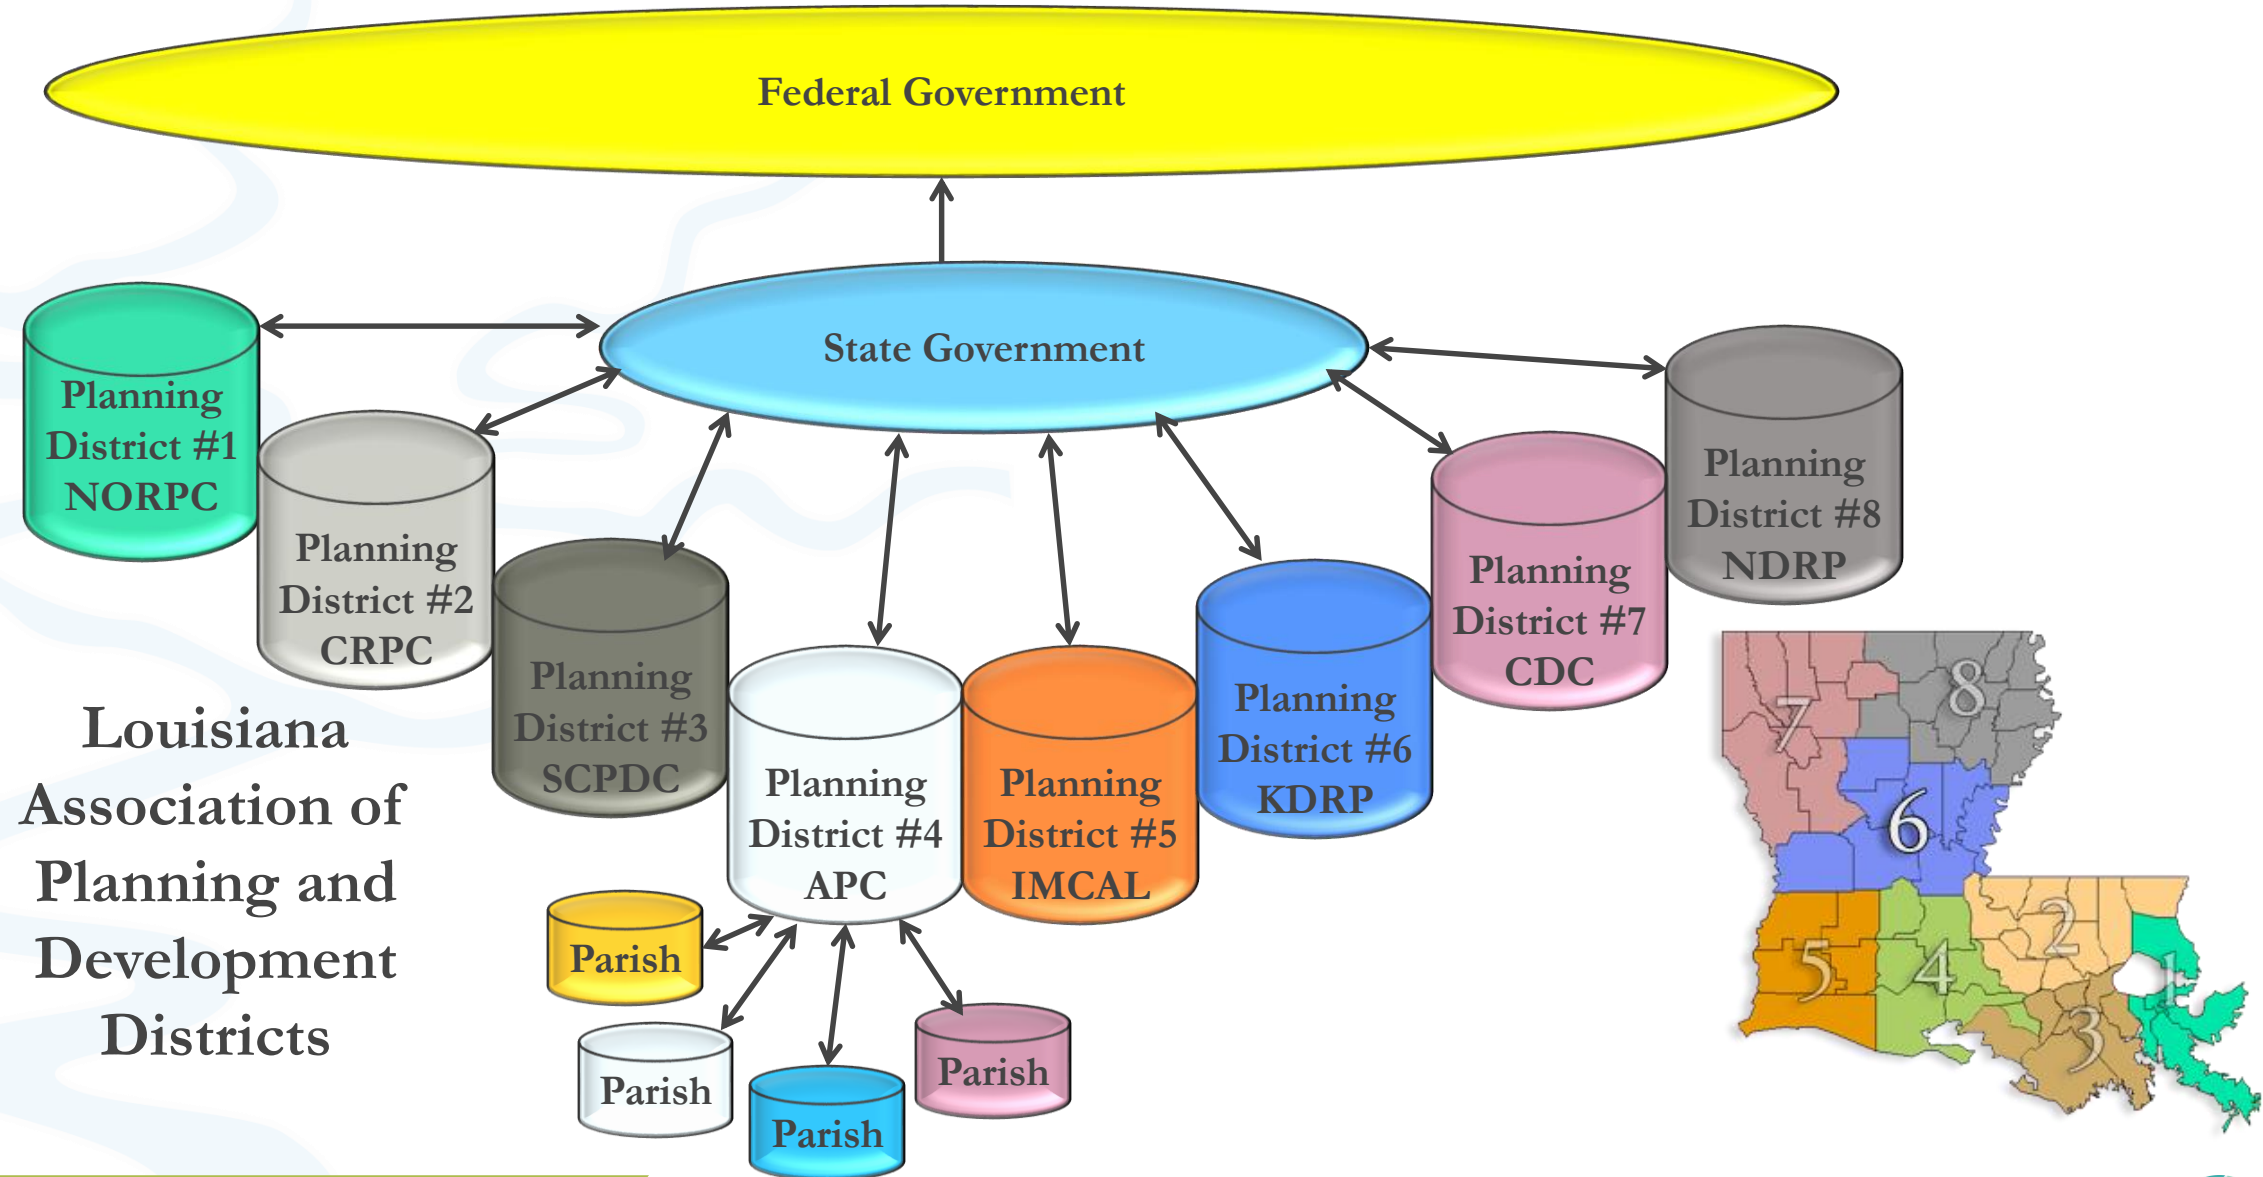 Federal Government
State Government
Planning
District #1
NORPC
Planning
District #2
CRPC
Planning
District #3
SCPDC
Planning
District #4
APC
Planning
District #5
IMCAL
Planning
District #6
KDRP
Planning
District #7
CDC
Planning
District #8
NDRP
Louisiana
Association of
Planning and
Development
Districts
Parish
Parish
Parish
Parish
7
8
6
5
4
2
1
3